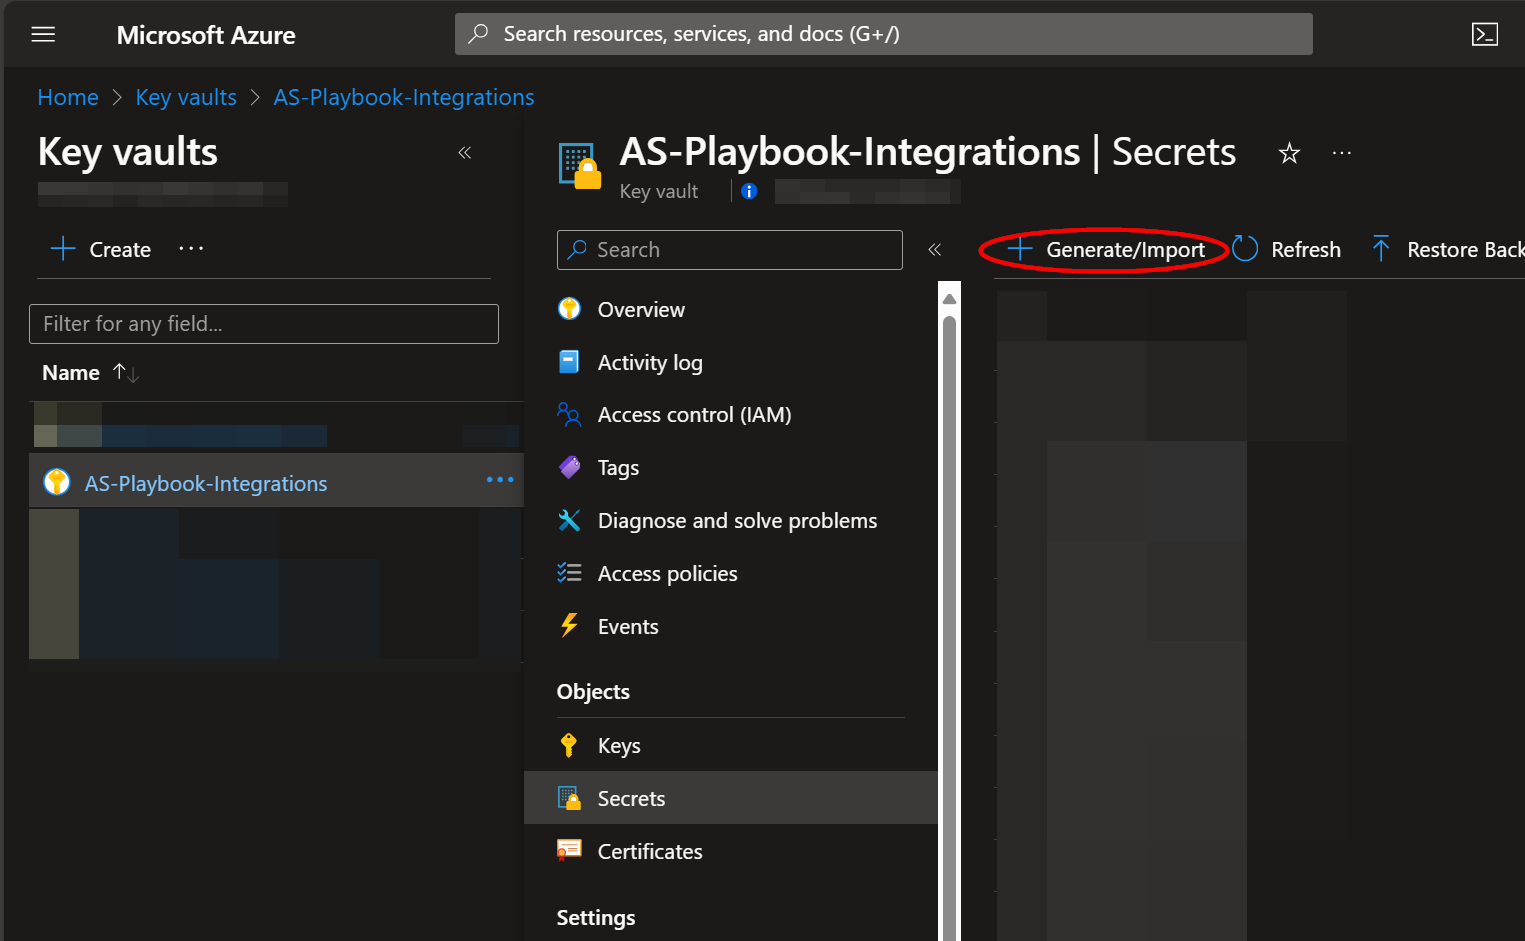 Microsoft Azure
Search resources, services, and docs (G+/)
Home > Key vaults > AS-Playbook-Integrations
Key vaults
«
+ Create ...
Filter for any field...
Name ↑↓
AS-Playbook-Integrations ...
AS-Playbook-Integrations | Secrets ...
Key vault
Search
«
+ Generate/Import Refresh Restore Back
Overview
Activity log
Access control (IAM)
Tags
Diagnose and solve problems
Access policies
Events
Objects
Keys
Secrets
Certificates
Settings